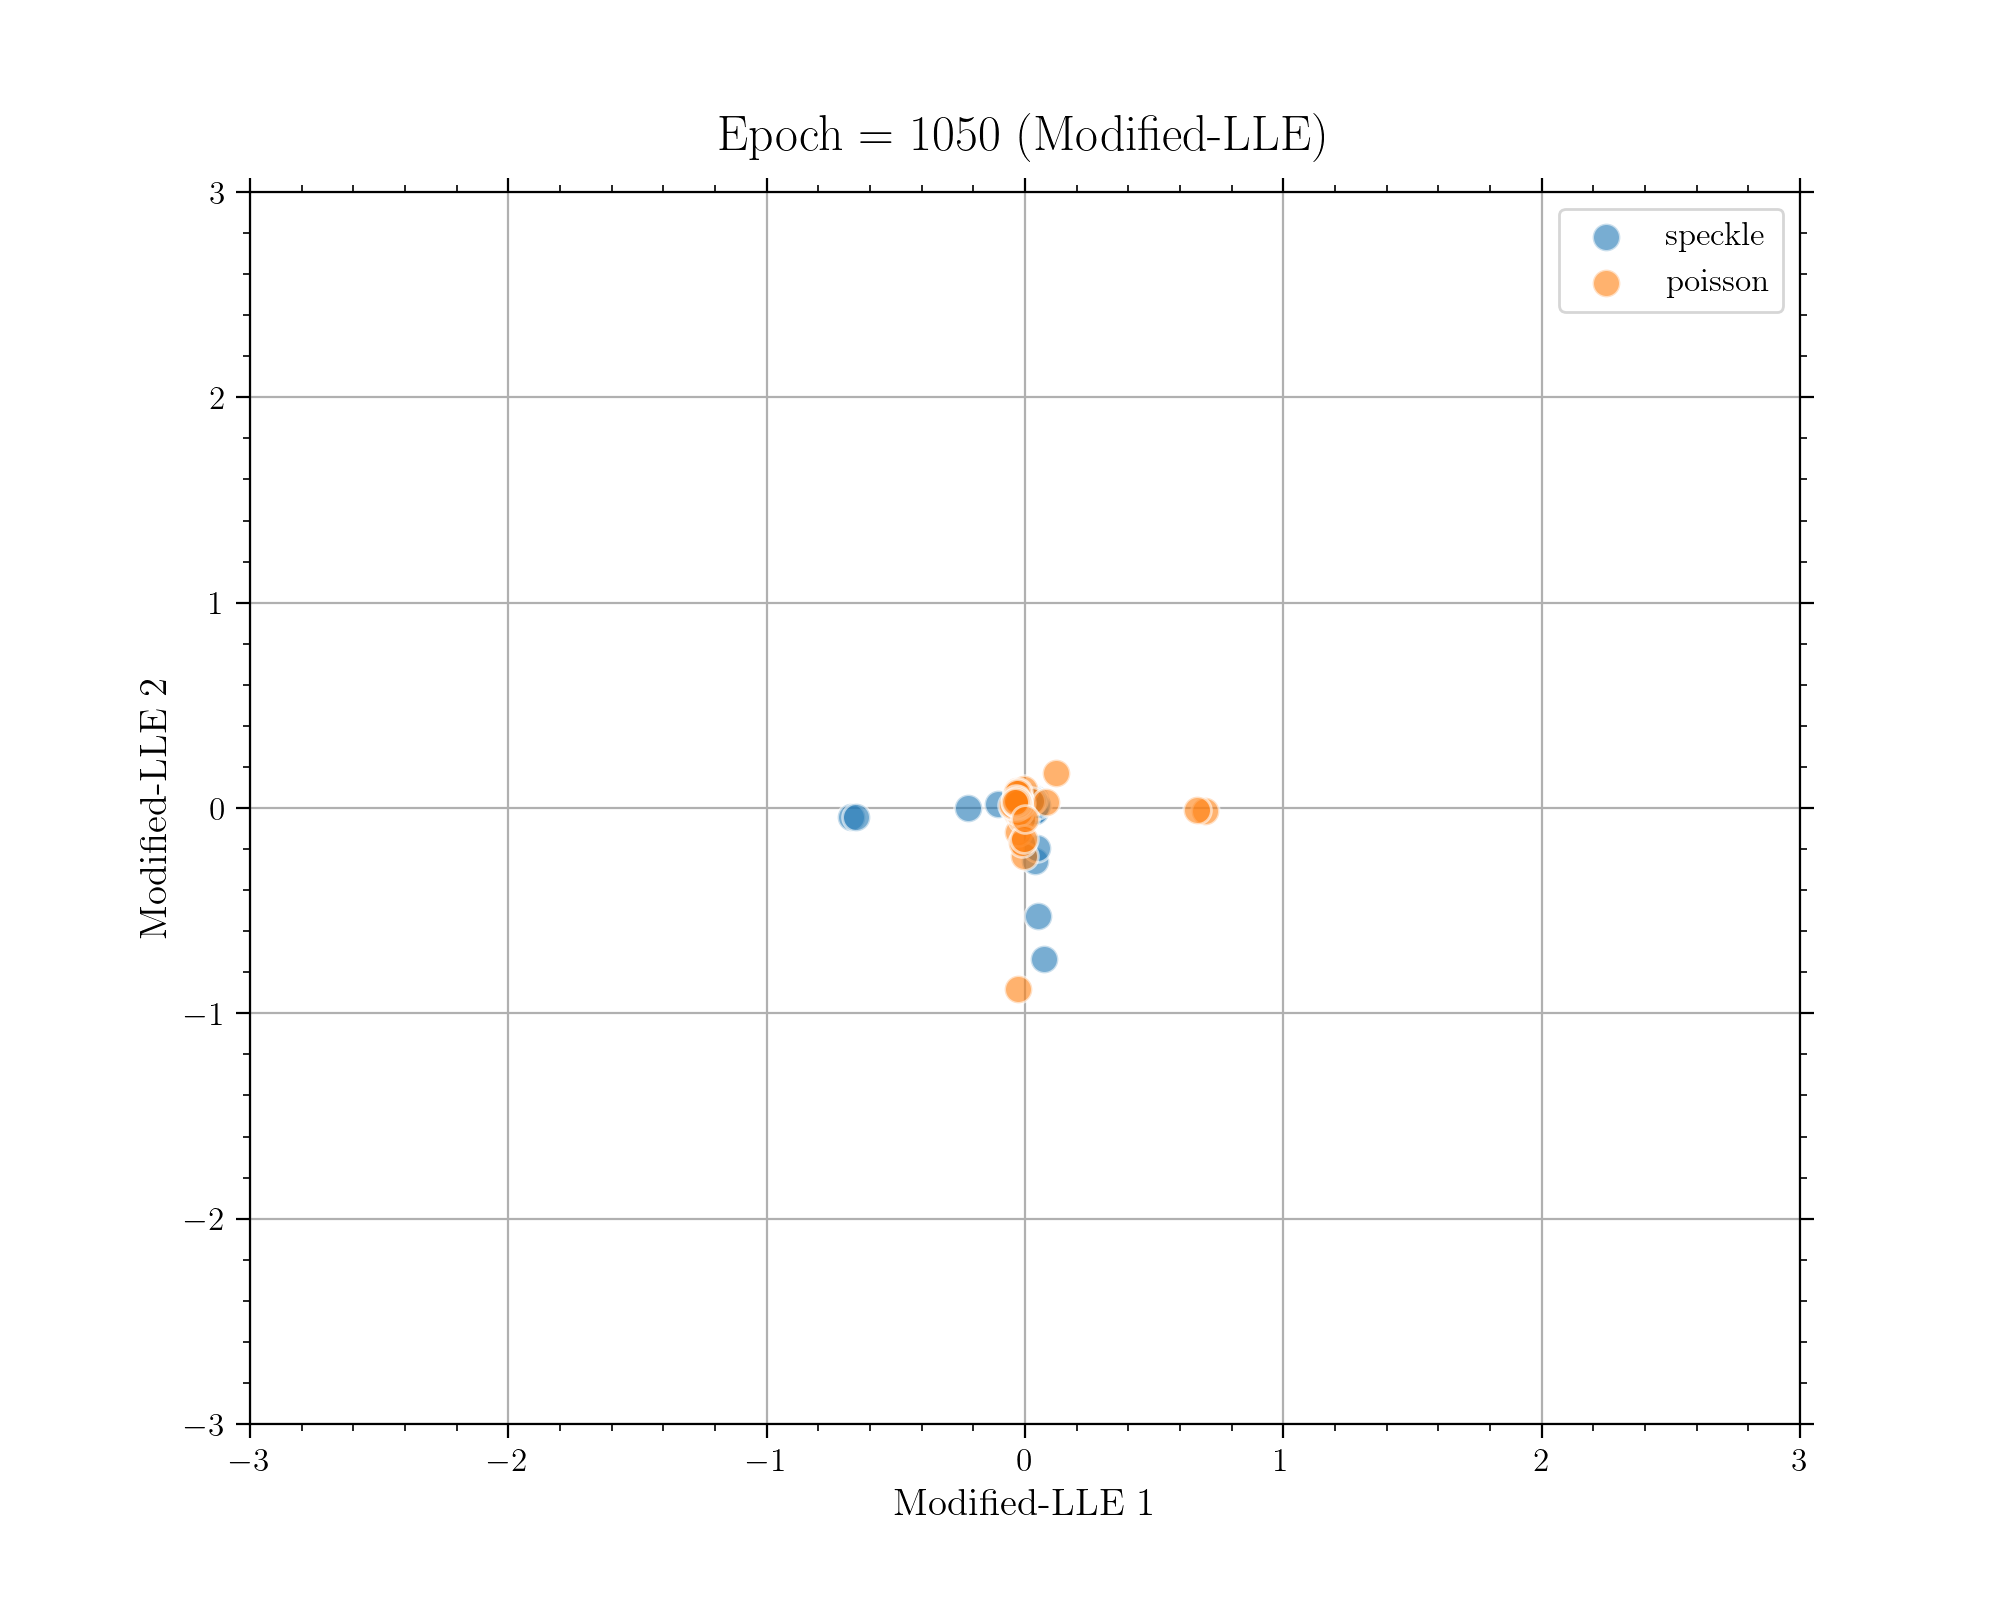 Epoch = 1050 (Modified-LLE)
speckle
poisson
3
2
1
0
−1
−2
−3
Modified-LLE 2
−3
−2
−1
0
1
2
3
Modified-LLE 1